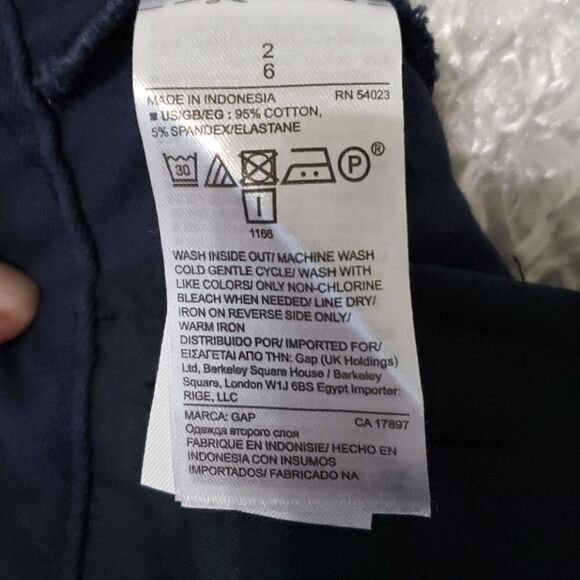 2
6
MADE IN INDONESIA RN 54023
■ US/GB/EG : 95% COTTON,
5% SPANDEX/ELASTANE
30 P ®
1166
WASH INSIDE OUT/ MACHINE WASH
COLD GENTLE CYCLE/ WASH WITH
LIKE COLORS/ ONLY NON-CHLORINE
BLEACH WHEN NEEDED/ LINE DRY/
IRON ON REVERSE SIDE ONLY/
WARM IRON
DISTRIBUIDO POR/ IMPORTED FOR/
ΕΙΣΑΓΕΤΑΙ ΑΠΟ ΤΗΝ: Gap (UK Holdings)
Ltd, Berkeley Square House / Berkeley
Square, London W1J 6BS Egypt Importer:
RIGE, LLC
MARCA: GAP CA 17897
Одежда второго слоя
FABRIQUE EN INDONISIE/ HECHO EN
INDONESIA CON INSUMOS
IMPORTADOS/ FABRICADO NA